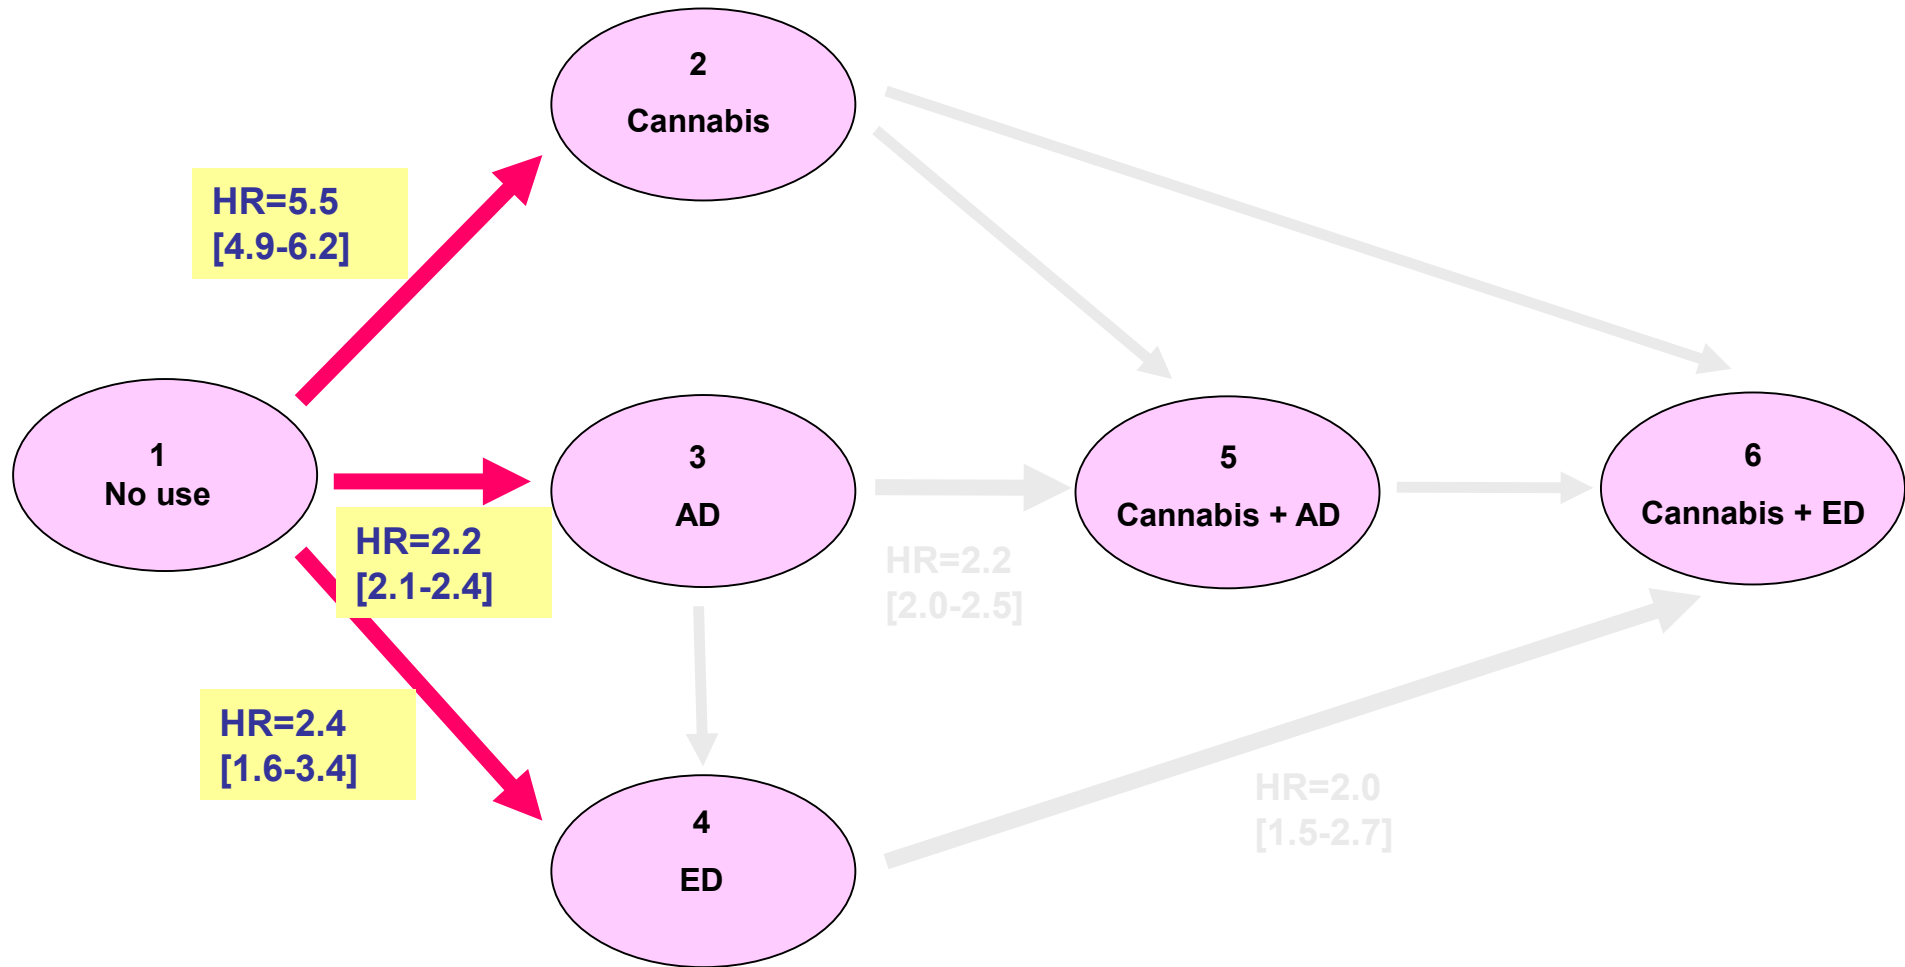 2
Cannabis
HR=5.5
[4.9-6.2]
1
No use
3
AD
HR=2.2
[2.1-2.4]
5
Cannabis + AD
6
Cannabis + ED
HR=2.2
[2.0-2.5]
HR=2.4
[1.6-3.4]
4
ED
HR=2.0
[1.5-2.7]